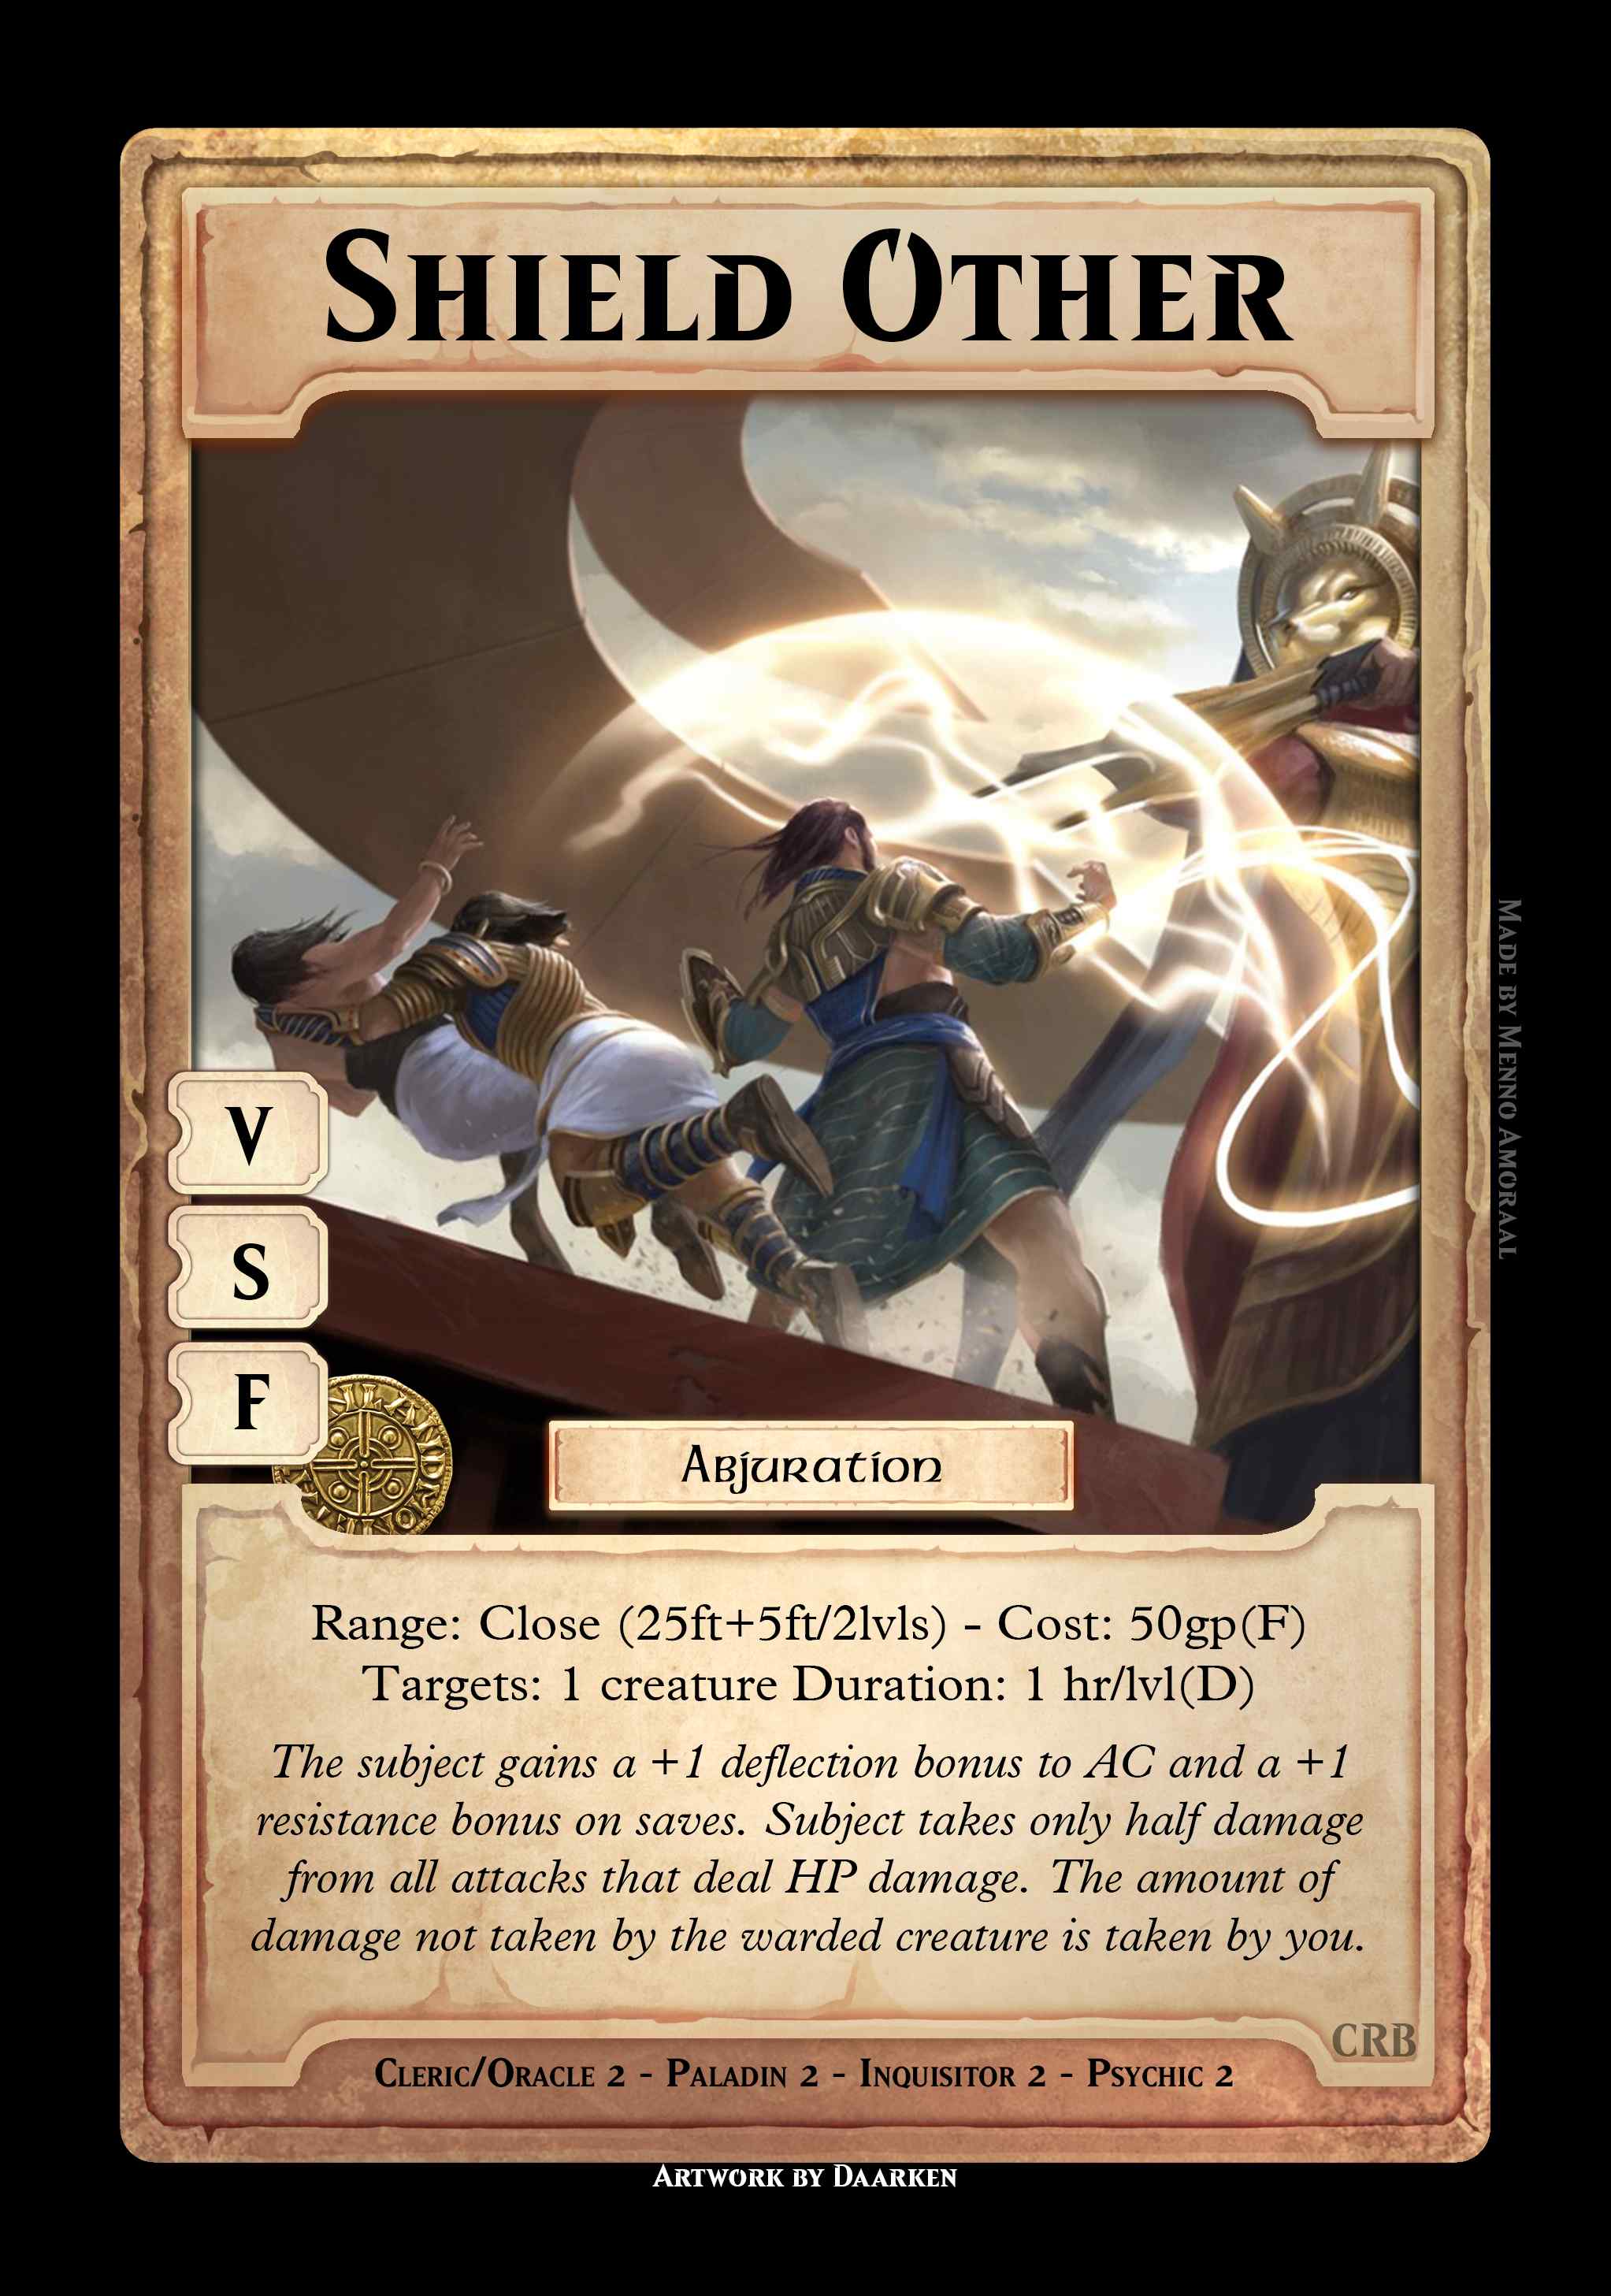 Shield Other
V
S
F
Abjuration
Range: Close (25ft+5ft/2lvls) - Cost: 50gp(F)
Targets: 1 creature Duration: 1 hr/lvl(D)
The subject gains a +1 deflection bonus to AC and a +1
resistance bonus on saves. Subject takes only half damage
from all attacks that deal HP damage. The amount of
damage not taken by the warded creature is taken by you.
CRB
Cleric/Oracle 2 - Paladin 2 - Inquisitor 2 - Psychic 2
Artwork by Daarken
Made by Menno Amoraal